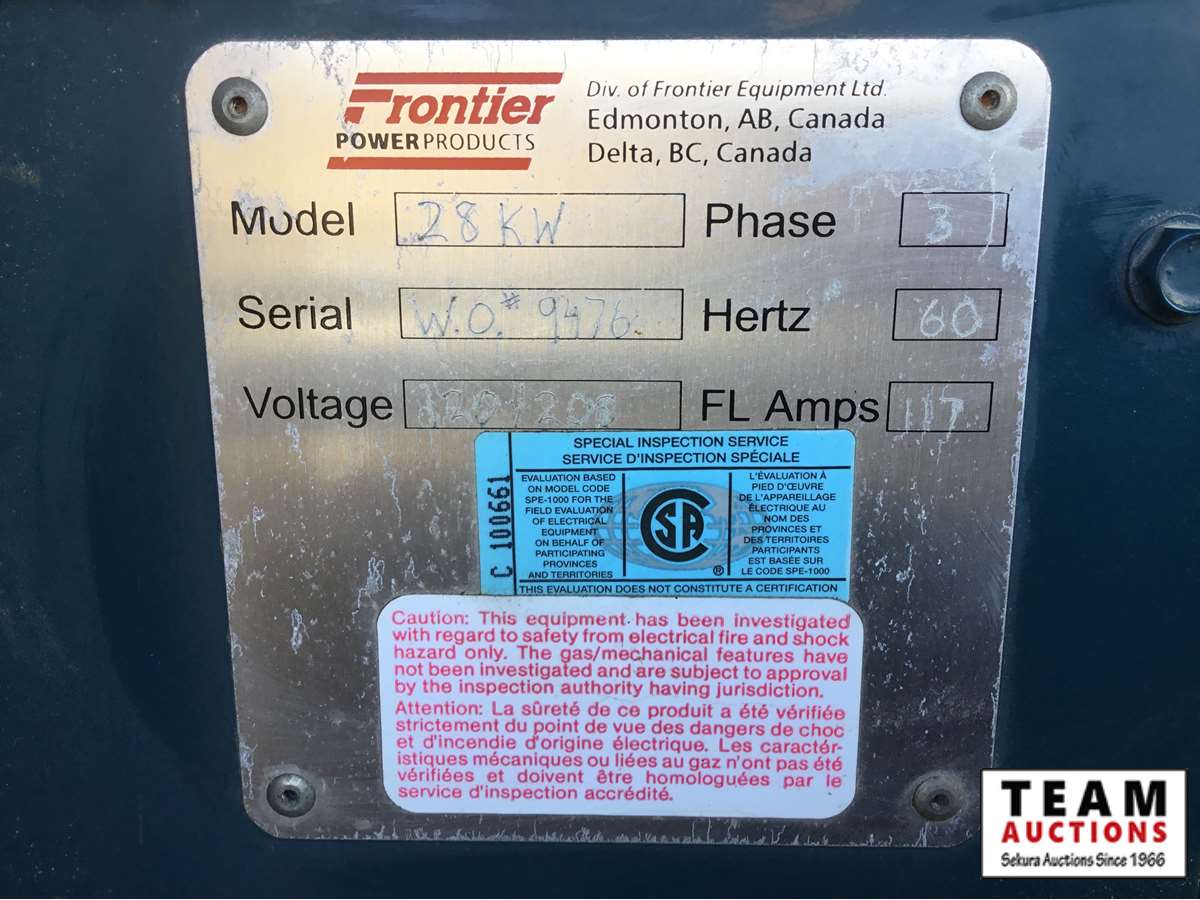 Frontier
POWERPRODUCTS
Div. of Frontier Equipment Ltd.
Edmonton, AB, Canada
Delta, BC, Canada
Model 28 KW Phase 3
Serial W.O.# 9476 Hertz 60
Voltage 120/208 FL Amps 117
C 100661
SPECIAL INSPECTION SERVICE
SERVICE D'INSPECTION SPÉCIALE
EVALUATION BASED
ON MODEL CODE
SPE-1000 FOR THE
FIELD EVALUATION
OF ELECTRICAL
EQUIPMENT
ON BEHALF OF
PARTICIPATING
PROVINCES
AND TERRITORIES
CSA
®
L'ÉVALUATION À
PIED D'ŒUVRE
DE L'APPAREILLAGE
ÉLECTRIQUE AU
NOM DES
PROVINCES ET
DES TERRITOIRES
PARTICIPANTS
EST BASÉE SUR
LE CODE SPE-1000
THIS EVALUATION DOES NOT CONSTITUTE A CERTIFICATION
Caution: This equipment has been investigated
with regard to safety from electrical fire and shock
hazard only. The gas/mechanical features have
not been investigated and are subject to approval
by the inspection authority having jurisdiction.
Attention: La sûreté de ce produit a été vérifiée
strictement du point de vue des dangers de choc
et d'incendie d'origine électrique. Les caractér-
istiques mécaniques ou liées au gaz n'ont pas été
vérifiées et doivent être homologuées par le
service d'inspection accrédité.
TEAM
AUCTIONS
Sekura Auctions Since 1966